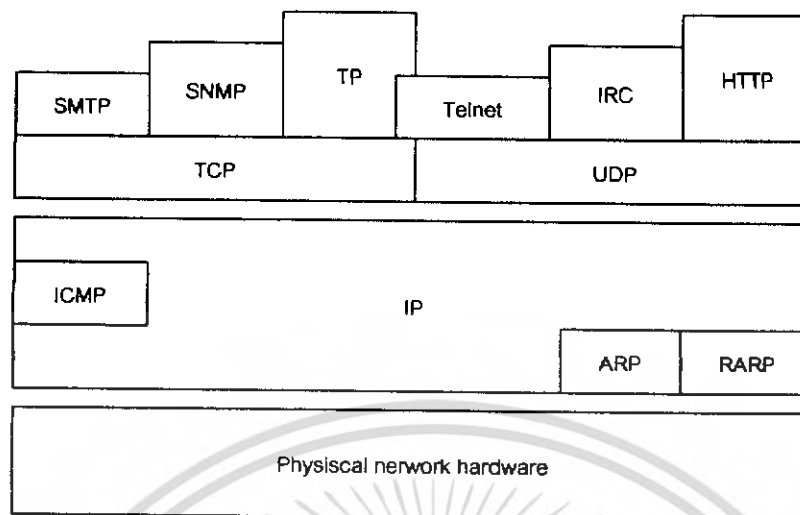 SMTP
SNMP
TP
Telnet
IRC
HTTP
TCP
UDP
ICMP
IP
ARP
RARP
Physiscal nerwork hardware